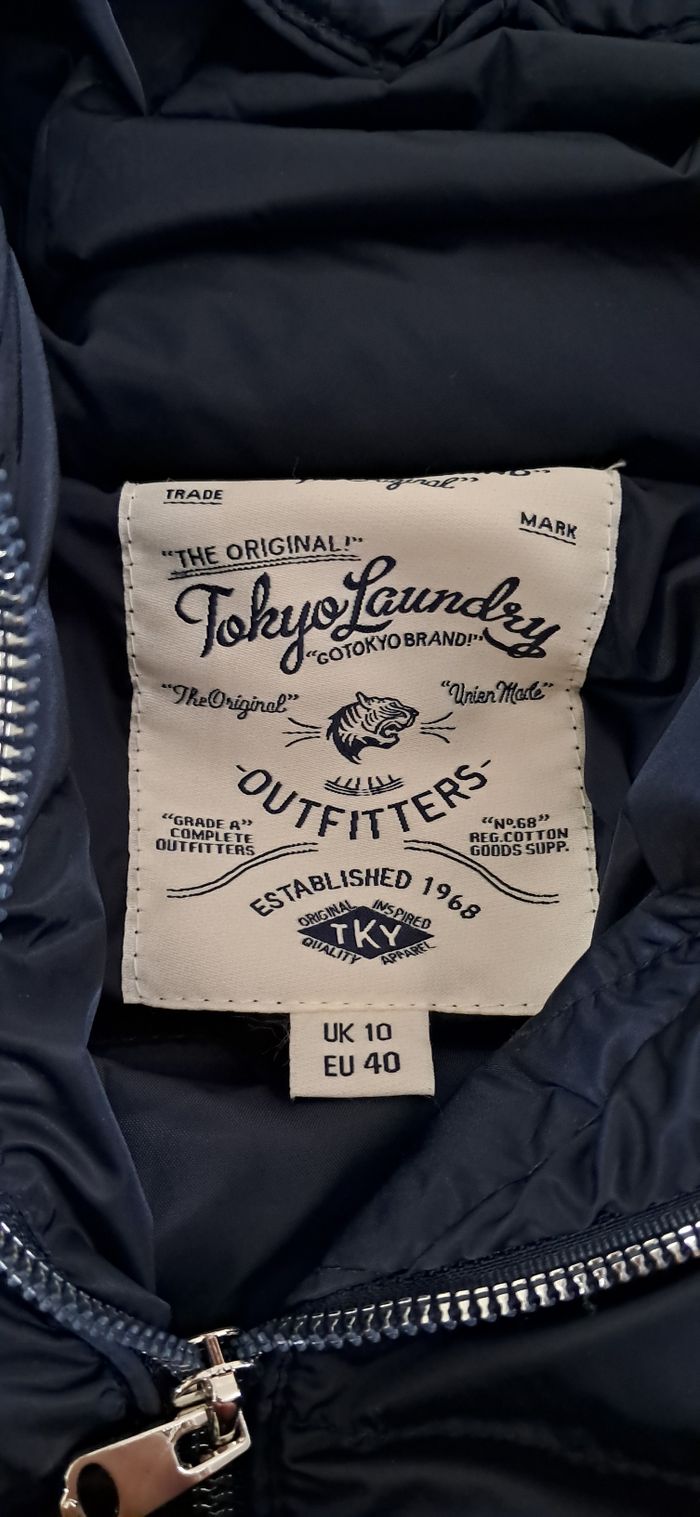 Original"
TRADE
MARK
"THE ORIGINAL!"
Tokyo Laundry
"GOTOKYO BRAND!"
"The Original"
"Union Made"
-OUTFITTERS-
"GRADE A"
COMPLETE
OUTFITTERS
"Nº.68"
REG.COTTON
GOODS SUPP.
ESTABLISHED 1968
ORIGINAL INSPIRED
TKY
QUALITY APPAREL
UK 10
EU 40